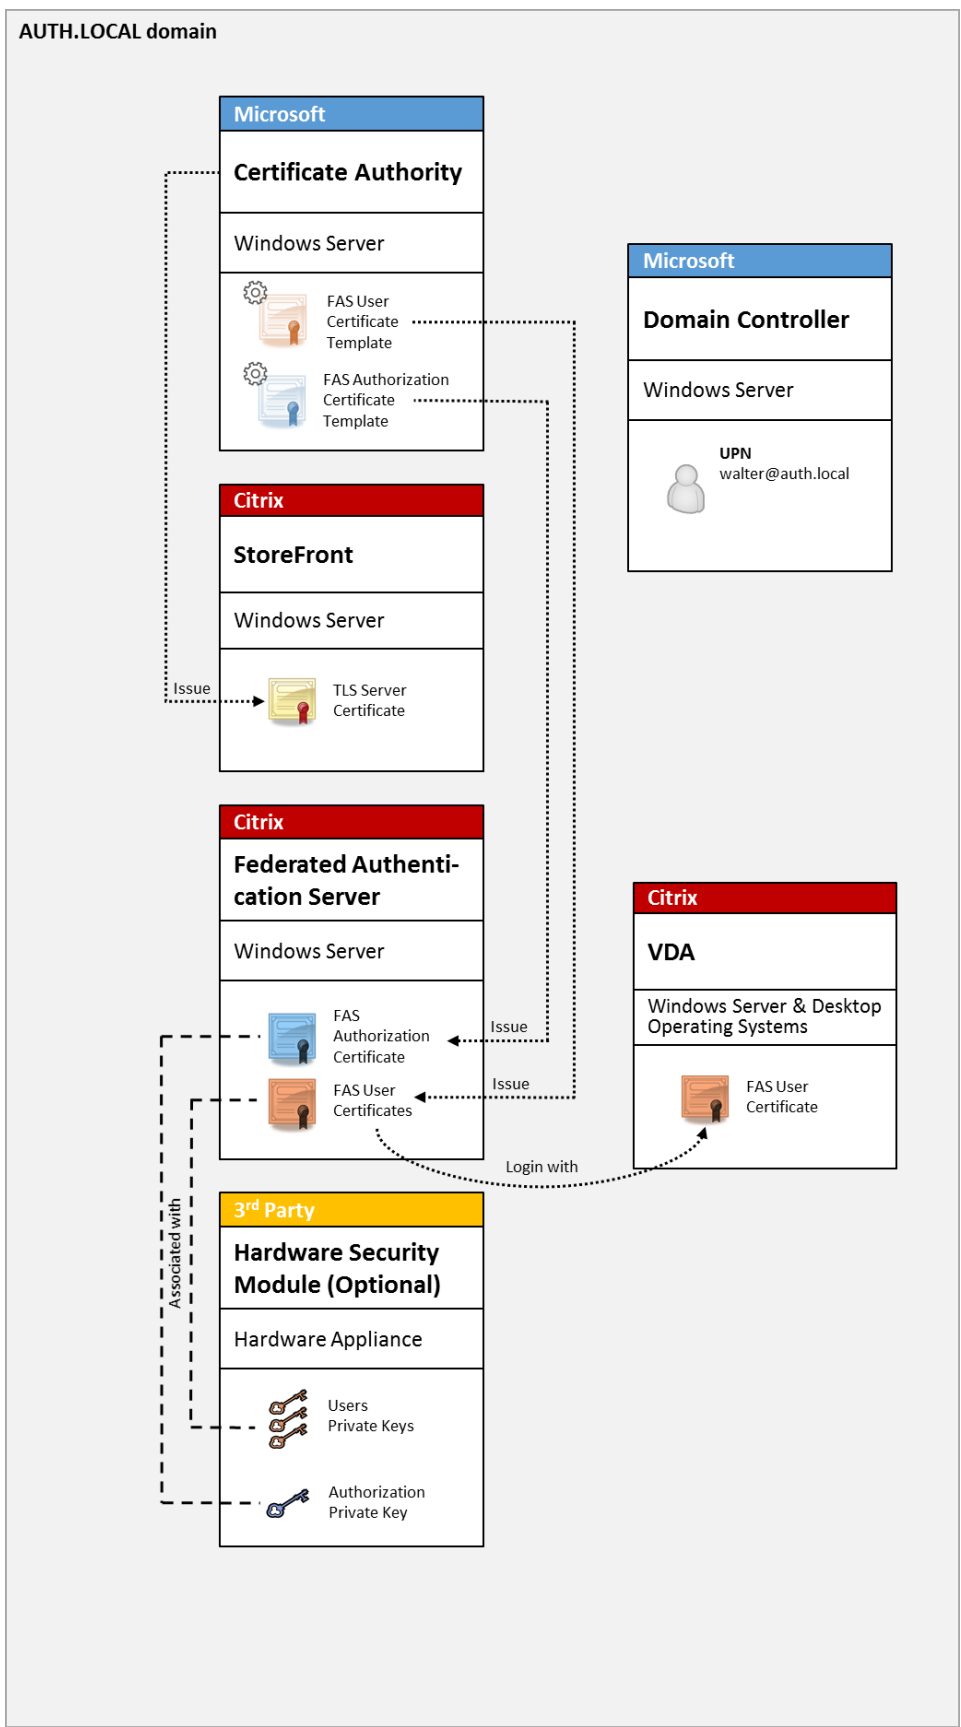 AUTH.LOCAL domain
Microsoft
Certificate Authority
Windows Server
FAS User
Certificate
Template
FAS Authorization
Certificate
Template
Microsoft
Domain Controller
Windows Server
UPN
walter@auth.local
Citrix
StoreFront
Windows Server
Issue
TLS Server
Certificate
Citrix
Federated Authenti-
cation Server
Windows Server
FAS
Authorization
Certificate
Issue
FAS User
Certificates
Issue
Citrix
VDA
Windows Server & Desktop
Operating Systems
FAS User
Certificate
Login with
Associated with
3rd Party
Hardware Security
Module (Optional)
Hardware Appliance
Users
Private Keys
Authorization
Private Key